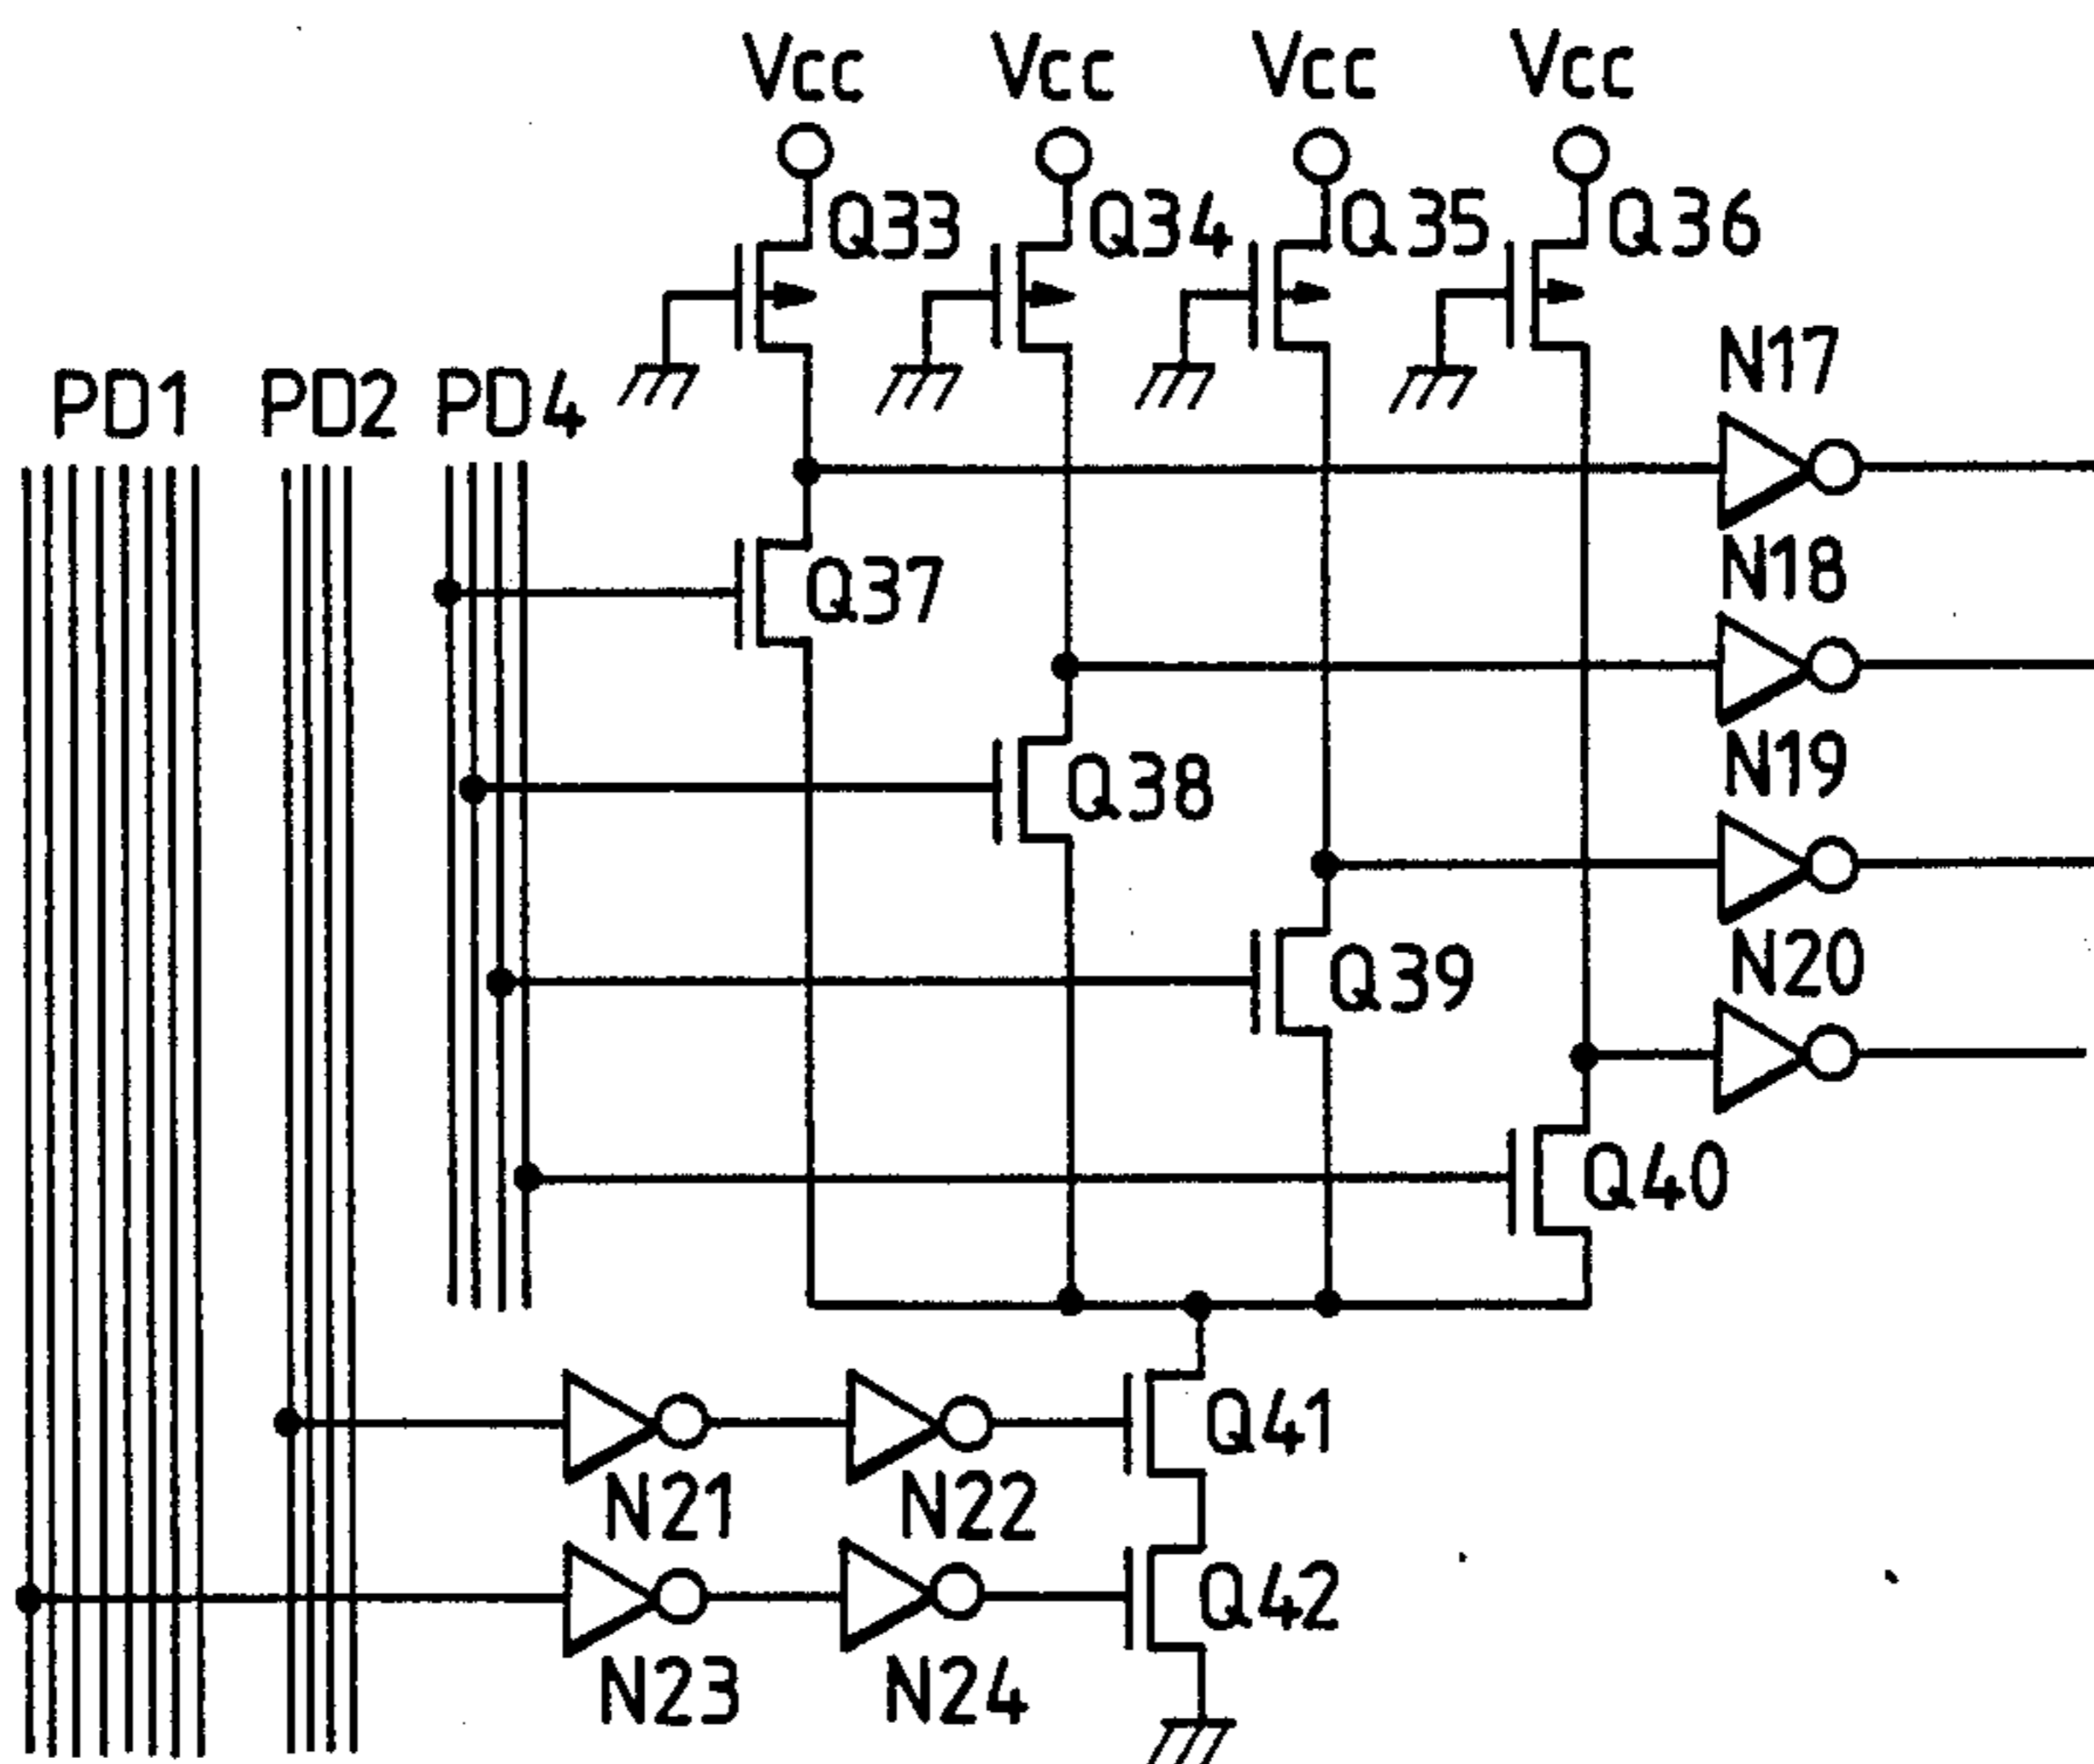 Vcc Vcc Vcc Vcc
Q33 Q34 Q35 Q36
N17
PD1 PD2 PD4
N18
Q37
N19
Q38
N20
Q39
Q40
Q41
N21 N22
Q42
N23 N24